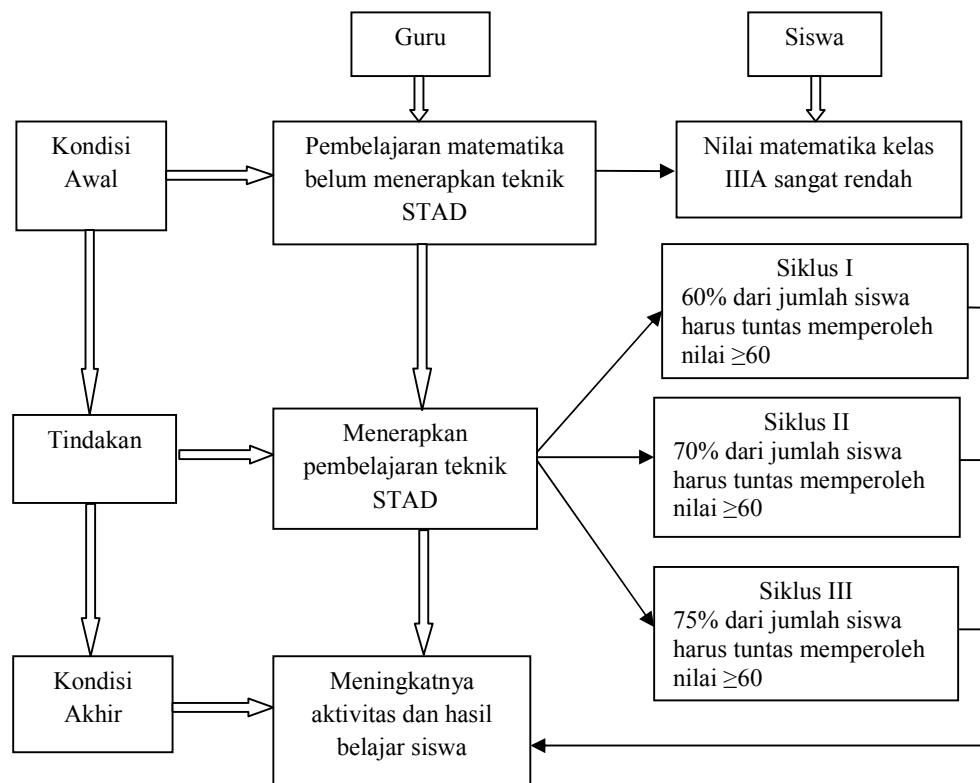 Guru
Siswa
Kondisi
Awal
Pembelajaran matematika
belum menerapkan teknik
STAD
Nilai matematika kelas
IIIA sangat rendah
Siklus I
60% dari jumlah siswa
harus tuntas memperoleh
nilai ≥60
Tindakan
Menerapkan
pembelajaran teknik
STAD
Siklus II
70% dari jumlah siswa
harus tuntas memperoleh
nilai ≥60
Siklus III
75% dari jumlah siswa
harus tuntas memperoleh
nilai ≥60
Kondisi
Akhir
Meningkatnya
aktivitas dan hasil
belajar siswa